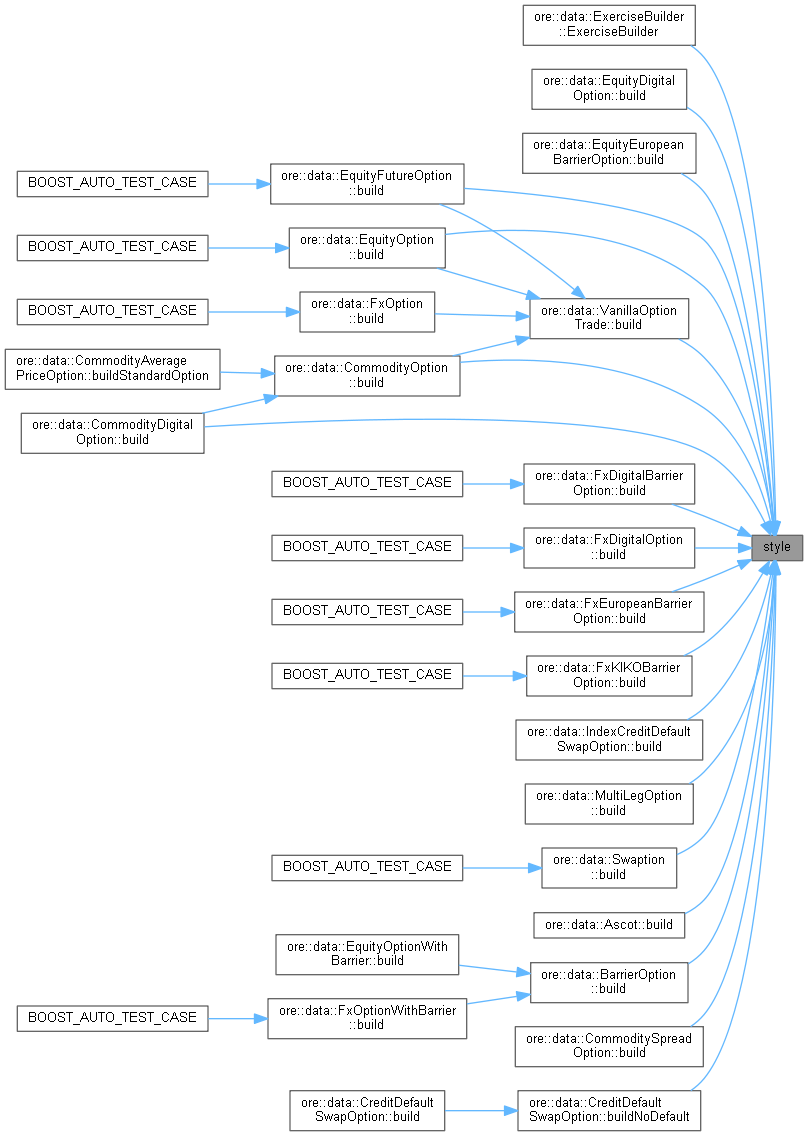 ore::data::ExerciseBuilder
::ExerciseBuilder
ore::data::EquityDigital
Option::build
ore::data::EquityEuropean
BarrierOption::build
BOOST_AUTO_TEST_CASE
ore::data::EquityFutureOption
::build
BOOST_AUTO_TEST_CASE
ore::data::EquityOption
::build
BOOST_AUTO_TEST_CASE
ore::data::FxOption
::build
ore::data::VanillaOption
Trade::build
ore::data::CommodityAverage
PriceOption::buildStandardOption
ore::data::CommodityOption
::build
ore::data::CommodityDigital
Option::build
BOOST_AUTO_TEST_CASE
ore::data::FxDigitalBarrier
Option::build
BOOST_AUTO_TEST_CASE
ore::data::FxDigitalOption
::build
style
BOOST_AUTO_TEST_CASE
ore::data::FxEuropeanBarrier
Option::build
BOOST_AUTO_TEST_CASE
ore::data::FxKIKOBarrier
Option::build
ore::data::IndexCreditDefault
SwapOption::build
ore::data::MultiLegOption
::build
BOOST_AUTO_TEST_CASE
ore::data::Swaption
::build
ore::data::Ascot::build
ore::data::EquityOptionWith
Barrier::build
ore::data::BarrierOption
::build
BOOST_AUTO_TEST_CASE
ore::data::FxOptionWithBarrier
::build
ore::data::CommoditySpread
Option::build
ore::data::CreditDefault
SwapOption::build
ore::data::CreditDefault
SwapOption::buildNoDefault